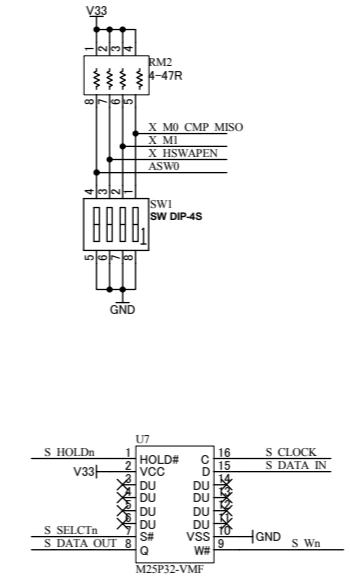 V33
1 2 3 4
RM2
4-47R
8 7 6 5
X_M0_CMP_MISO
X_M1
X_HSWAPEN
ASW0
4 3 2 1
SW1
SW DIP-4S
1
5 6 7 8
GND
U7
S_HOLDn 1 HOLD# C 16 S_CLOCK
V33 2 VCC D 15 S_DATA_IN
3 DU DU 14
4 DU DU 13
5 DU DU 12
6 DU DU 11
S_SELCTn 7 S# VSS 10 GND
S_DATA_OUT 8 Q W# 9 S_Wn
M25P32-VMF